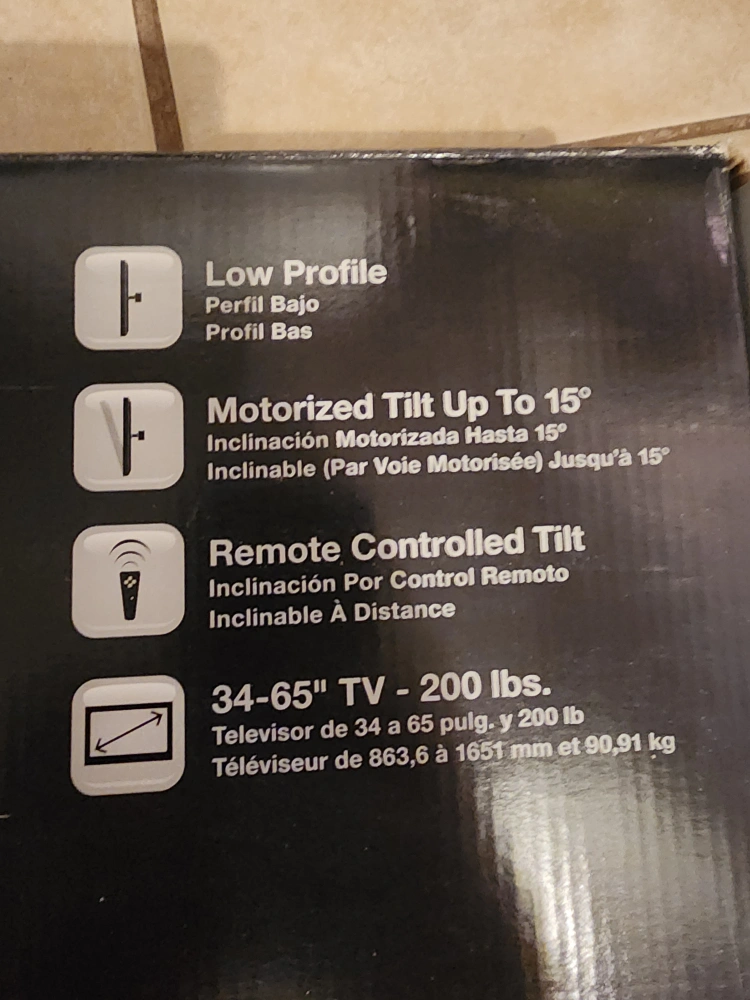 Low Profile
Perfil Bajo
Profil Bas
Motorized Tilt Up To 15°
Inclinación Motorizada Hasta 15°
Inclinable (Par Voie Motorisée) Jusqu'à 15°
Remote Controlled Tilt
Inclinación Por Control Remoto
Inclinable À Distance
34-65" TV - 200 lbs.
Televisor de 34 a 65 pulg. y 200 lb
Téléviseur de 863,6 à 1651 mm et 90,91 kg